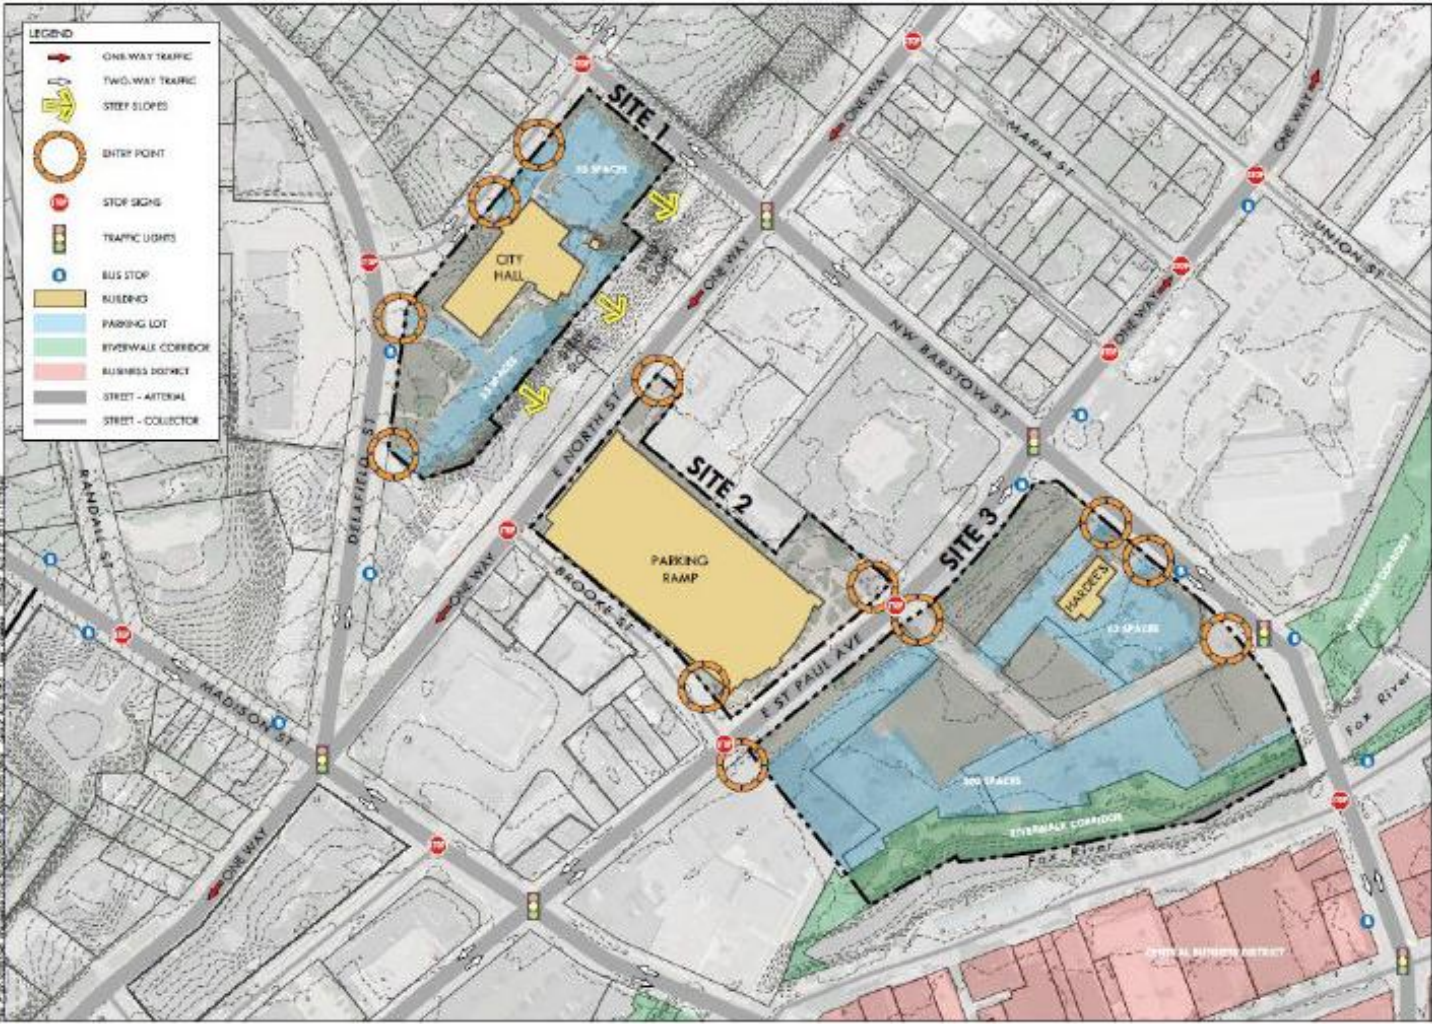 LEGEND
ONE-WAY TRAFFIC
TWO-WAY TRAFFIC
STEEP SLOPES
ENTRY POINT
STOP SIGNS
TRAFFIC LIGHTS
BUS STOP
BUILDING
PARKING LOT
RIVERWALK CORRIDOR
BUSINESS DISTRICT
STREET - ARTERIAL
STREET - COLLECTOR
SITE 1
SPACES
CITY
HALL
SPACES
ONE WAY
ONE WAY
MARIA ST
UNION ST
ONE WAY
ONE WAY
NW BARSTOW ST
E NORTH ST
DELAFIELD ST
RANDALL ST
SITE 2
PARKING
RAMP
BROOKE ST
ONE WAY
SITE 3
HARDEE'S
SPACES
E ST PAUL AVE
MADISON ST
SPACES
RIVERWALK CORRIDOR
FOX RIVER
RIVERWALK CORRIDOR
FOX RIVER
ONE WAY
CENTRAL BUSINESS DISTRICT